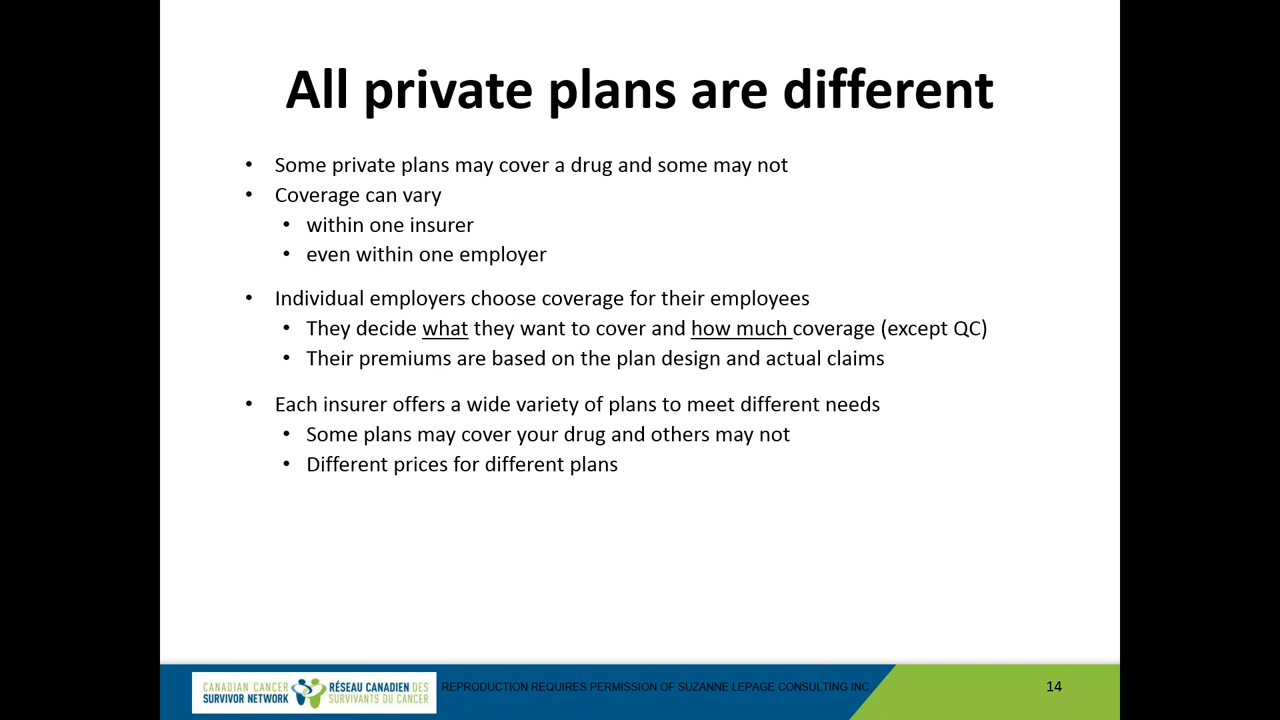 All private plans are different
• Some private plans may cover a drug and some may not
• Coverage can vary
• within one insurer
• even within one employer
• Individual employers choose coverage for their employees
• They decide what they want to cover and how much coverage (except QC)
• Their premiums are based on the plan design and actual claims
• Each insurer offers a wide variety of plans to meet different needs
• Some plans may cover your drug and others may not
• Different prices for different plans
CANADIAN CANCER
SURVIVOR NETWORK
RÉSEAU CANADIEN DES
SURVIVANTS DU CANCER
REPRODUCTION REQUIRES PERMISSION OF SUZANNE LEPAGE CONSULTING INC.
14